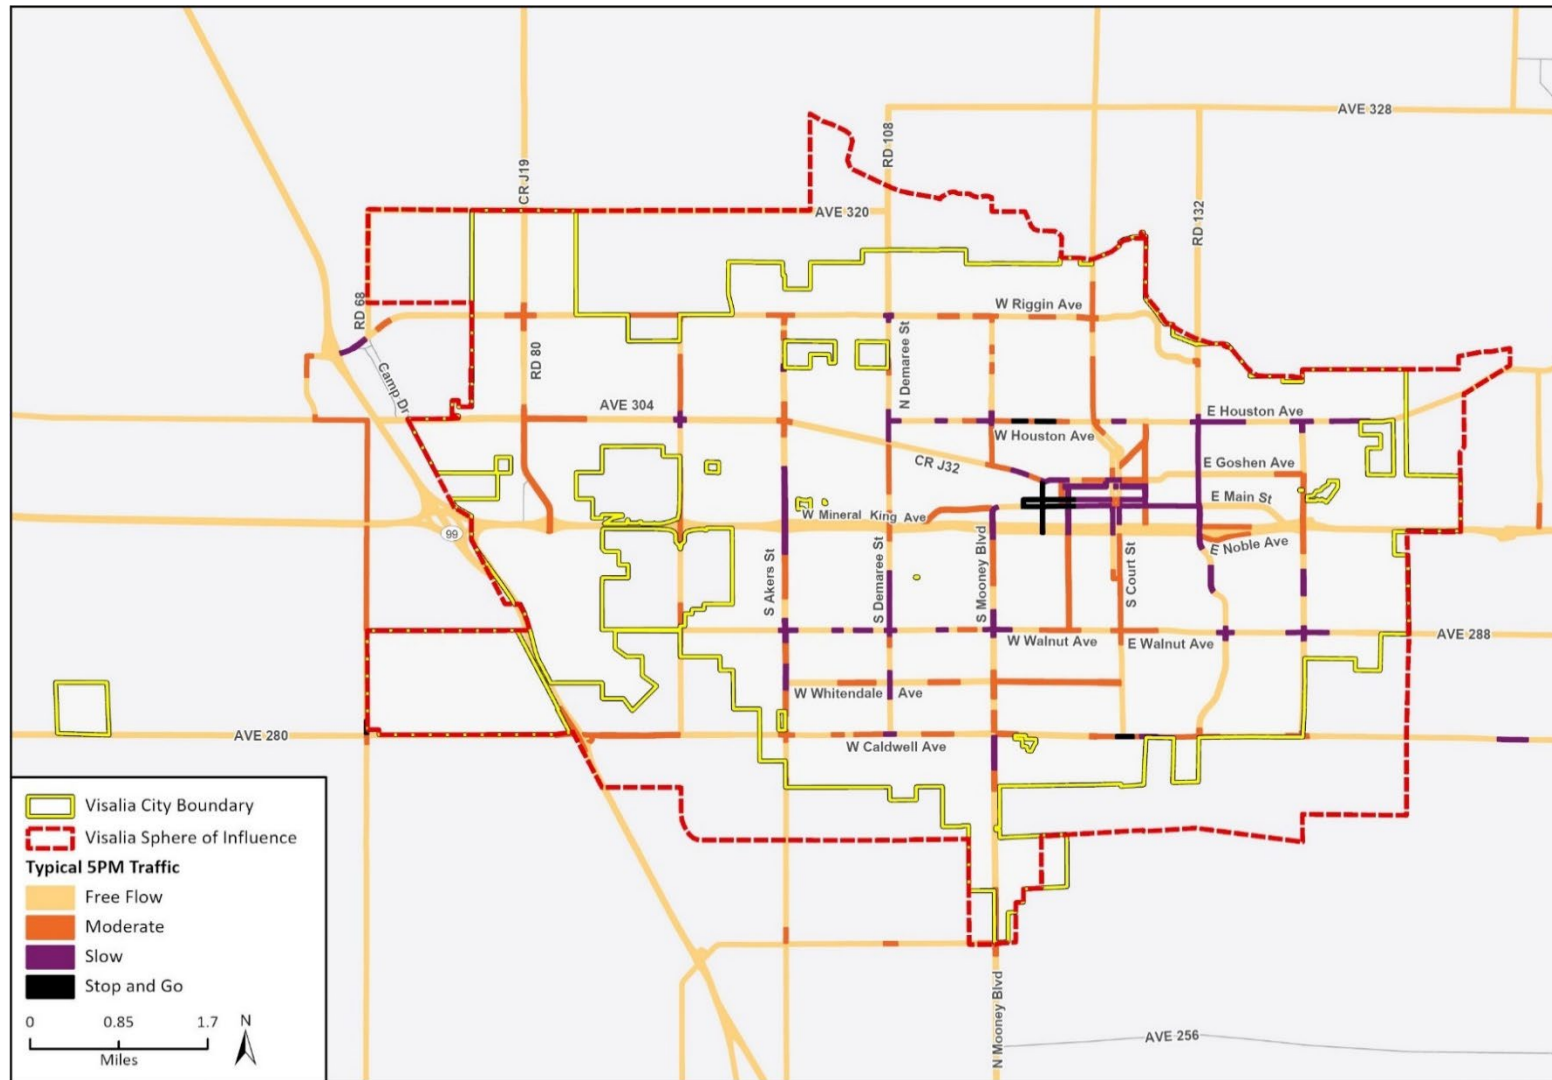 AVE 328
RD 108
CR J19
RD 132
AVE 320
RD 68
W Riggin Ave
N Demaree St
RD 80
Camp Dr
AVE 304
E Houston Ave
W Houston Ave
CR J32
E Goshen Ave
E Main St
W Mineral King Ave
99
E Noble Ave
S Akers St
S Demaree St
S Mooney Blvd
S Court St
W Walnut Ave
E Walnut Ave
AVE 288
W Whitendale Ave
AVE 280
W Caldwell Ave
N Mooney Blvd
AVE 256
Visalia City Boundary
Visalia Sphere of Influence
Typical 5PM Traffic
Free Flow
Moderate
Slow
Stop and Go
0 0.85 1.7 N
Miles